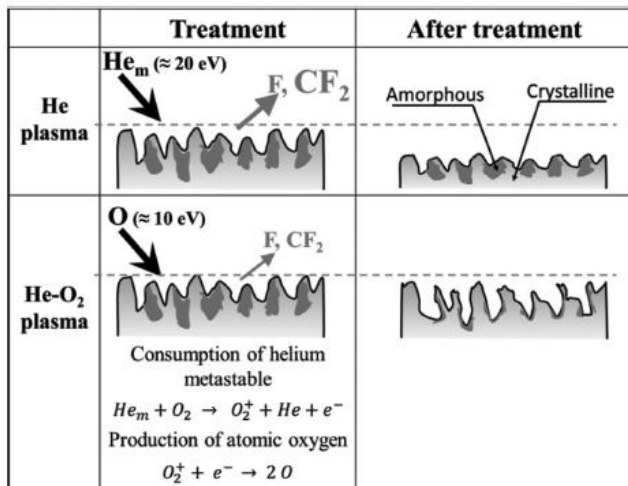 Treatment
After treatment
He
plasma
Heₘ (≈ 20 eV)
F, CF₂
Amorphous
Crystalline
He-O₂
plasma
O (≈ 10 eV)
F, CF₂
Consumption of helium
metastable
Heₘ + O₂ → O₂⁺ + He + e⁻
Production of atomic oxygen
O₂⁺ + e⁻ → 2 O